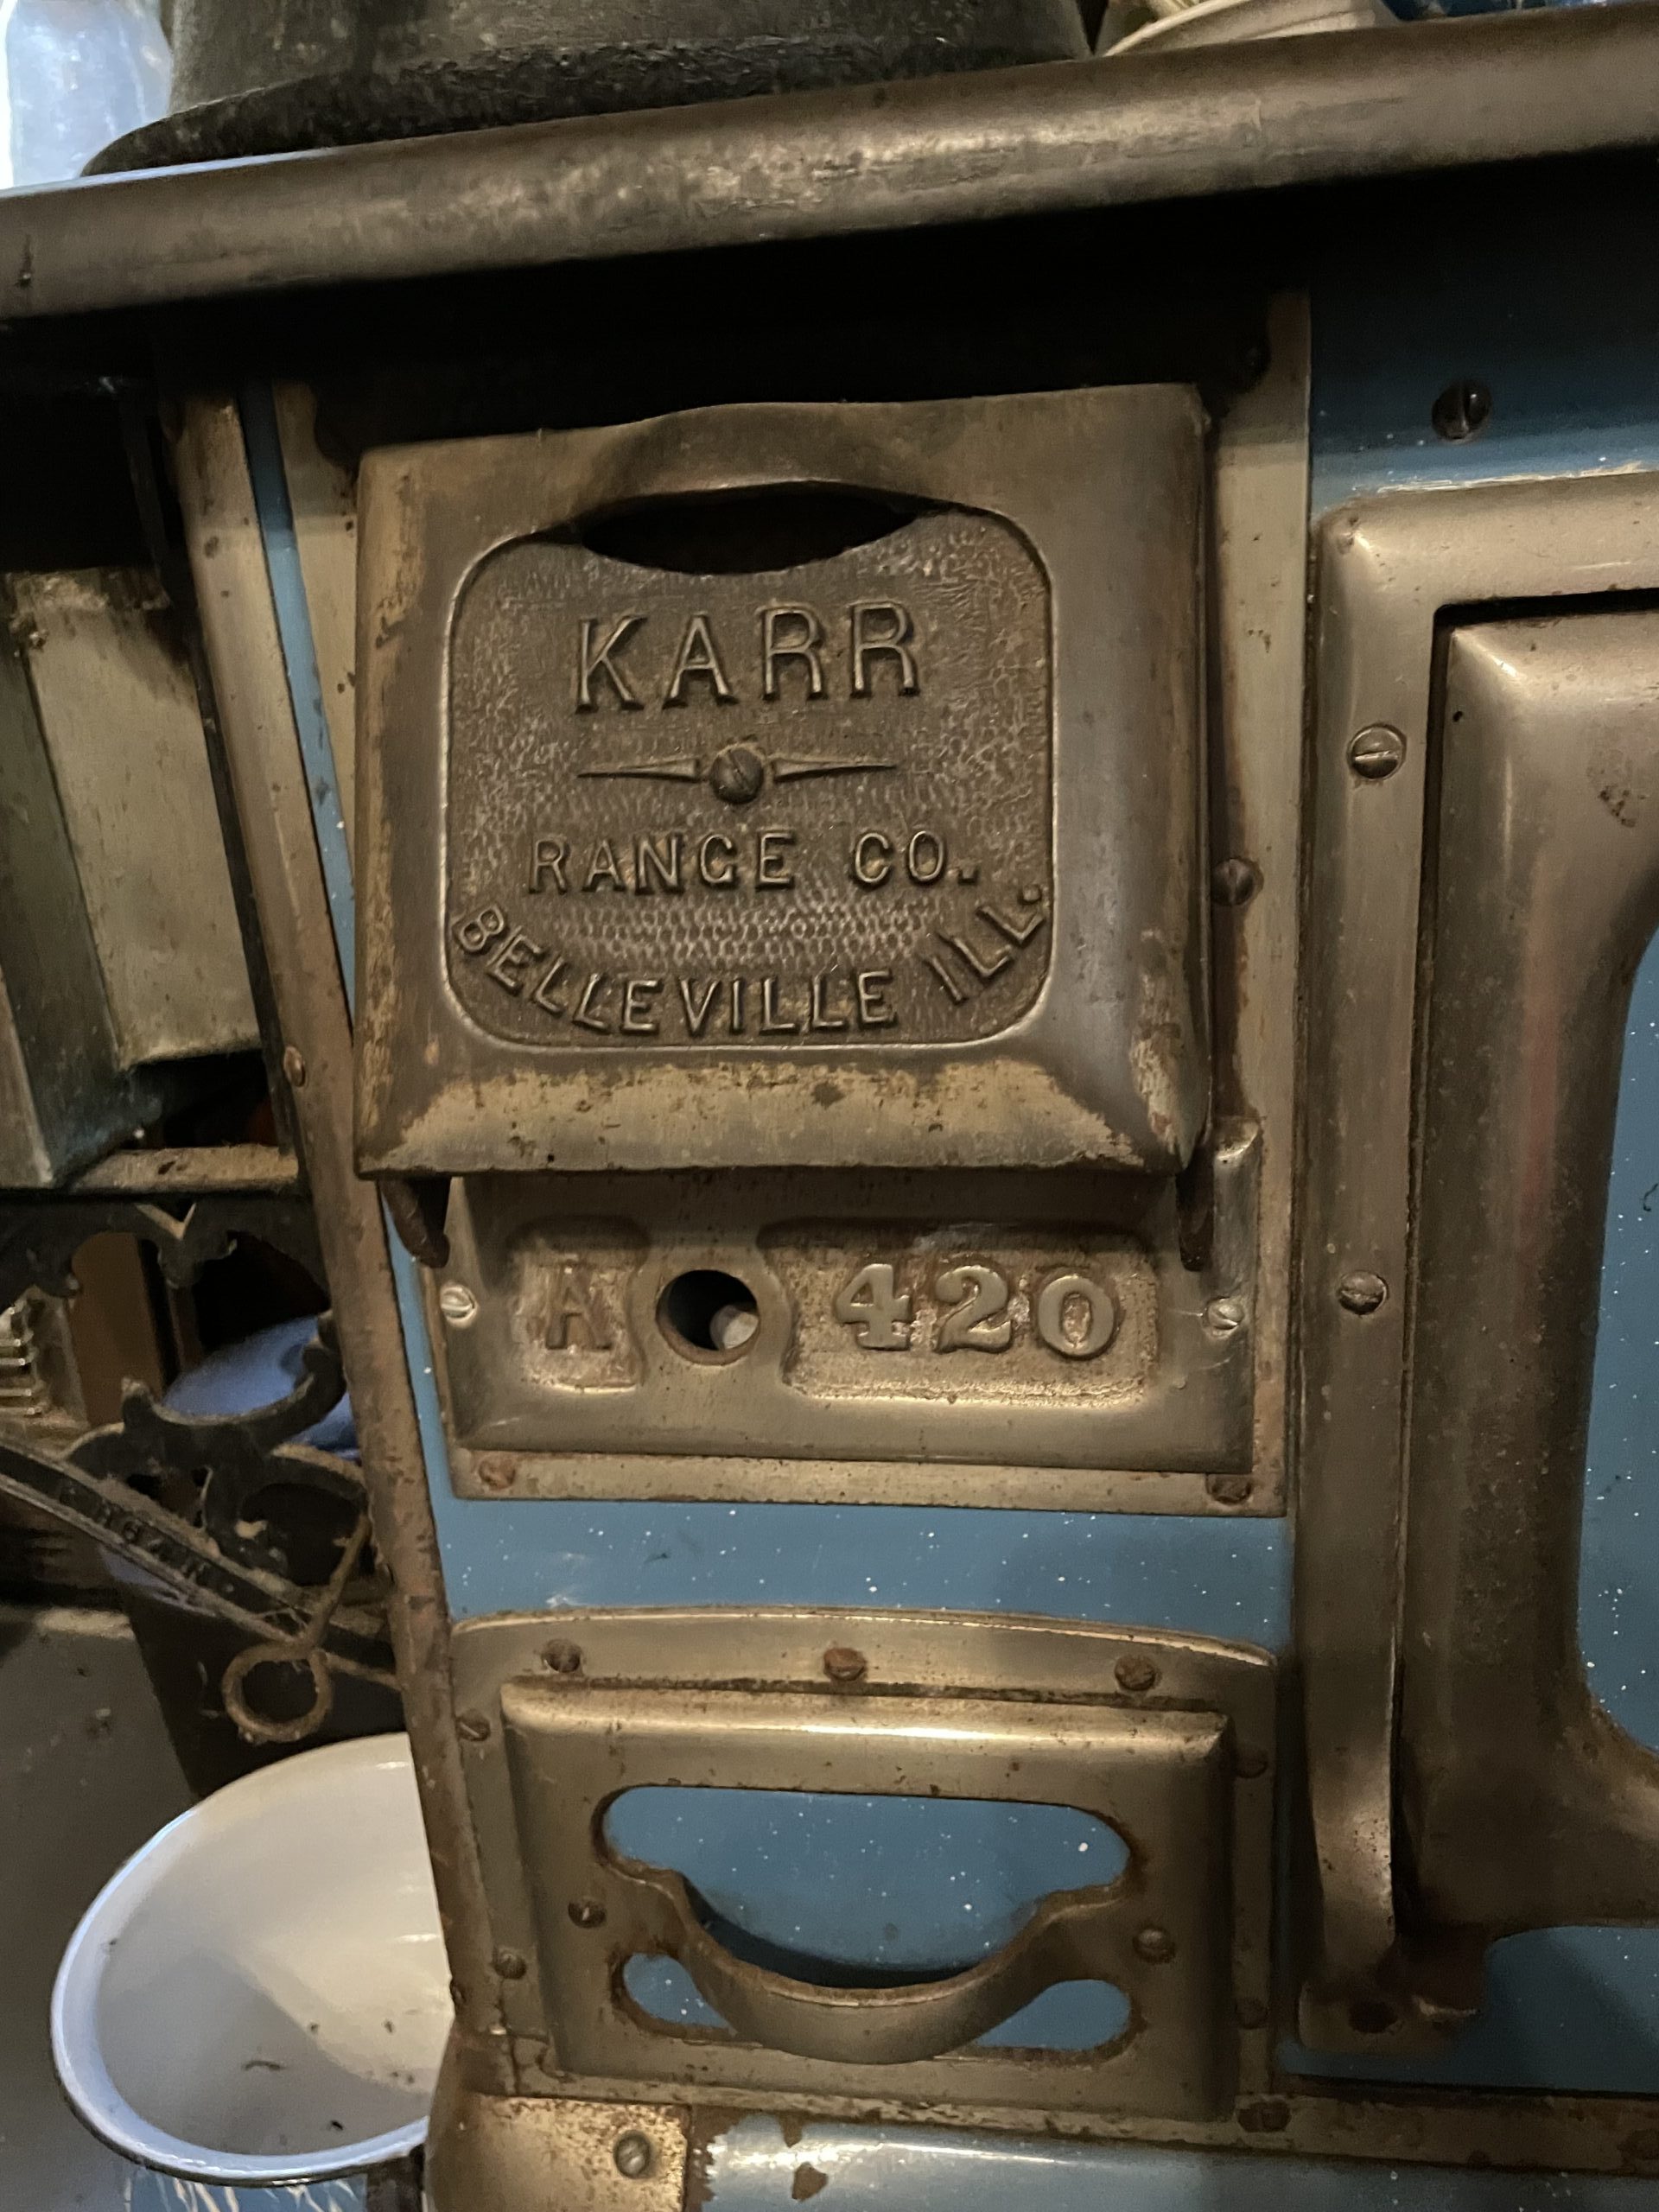 KARR
RANGE CO.
BELLEVILLE ILL.
A 420